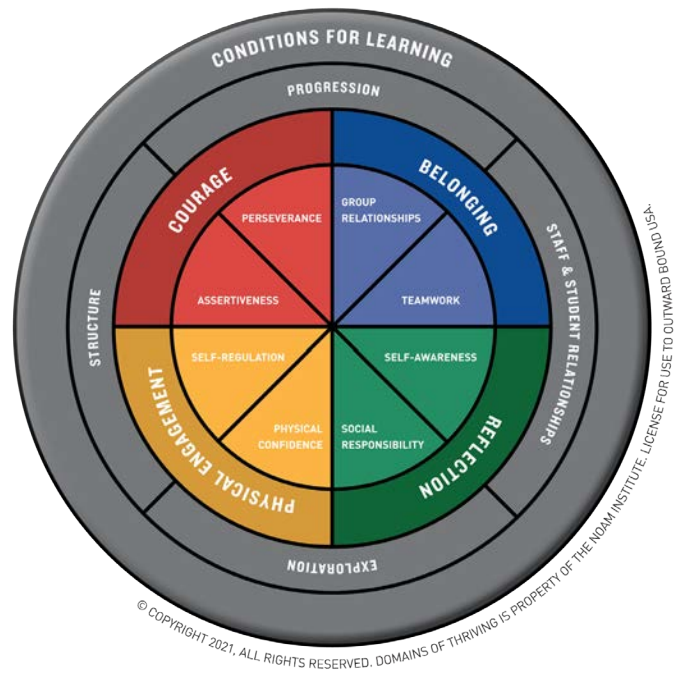 CONDITIONS FOR LEARNING
PROGRESSION
STRUCTURE
STAFF & STUDENT RELATIONSHIPS
EXPLORATION
COURAGE
BELONGING
PHYSICAL ENGAGEMENT
REFLECTION
PERSEVERANCE
GROUP
RELATIONSHIPS
ASSERTIVENESS
TEAMWORK
SELF-REGULATION
SELF-AWARENESS
PHYSICAL
CONFIDENCE
SOCIAL
RESPONSIBILITY
© COPYRIGHT 2021, ALL RIGHTS RESERVED. DOMAINS OF THRIVING IS PROPERTY OF THE NOAM INSTITUTE. LICENSE FOR USE TO OUTWARD BOUND USA.